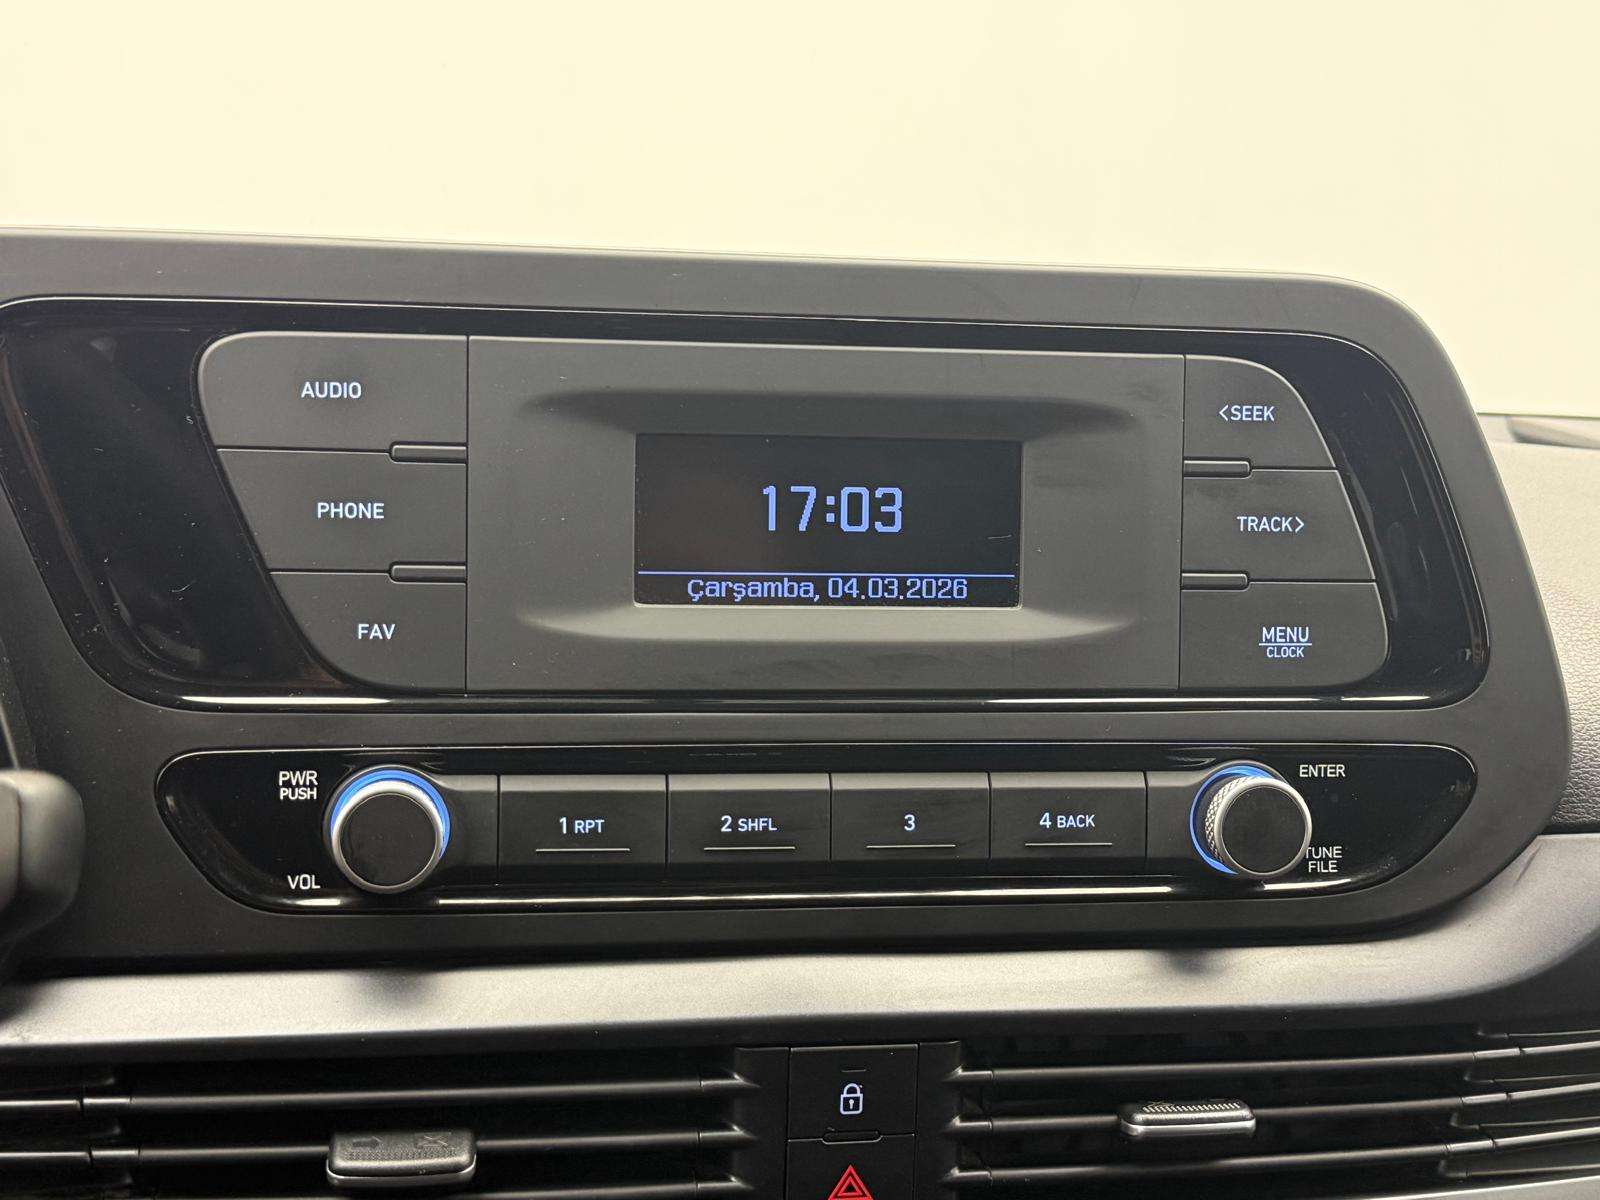 AUDIO
PHONE
FAV
17:03
Çarşamba, 04.03.2026
<SEEK
TRACK>
MENU
CLOCK
PWR
PUSH
VOL
1 RPT
2 SHFL
3
4 BACK
ENTER
TUNE
FILE